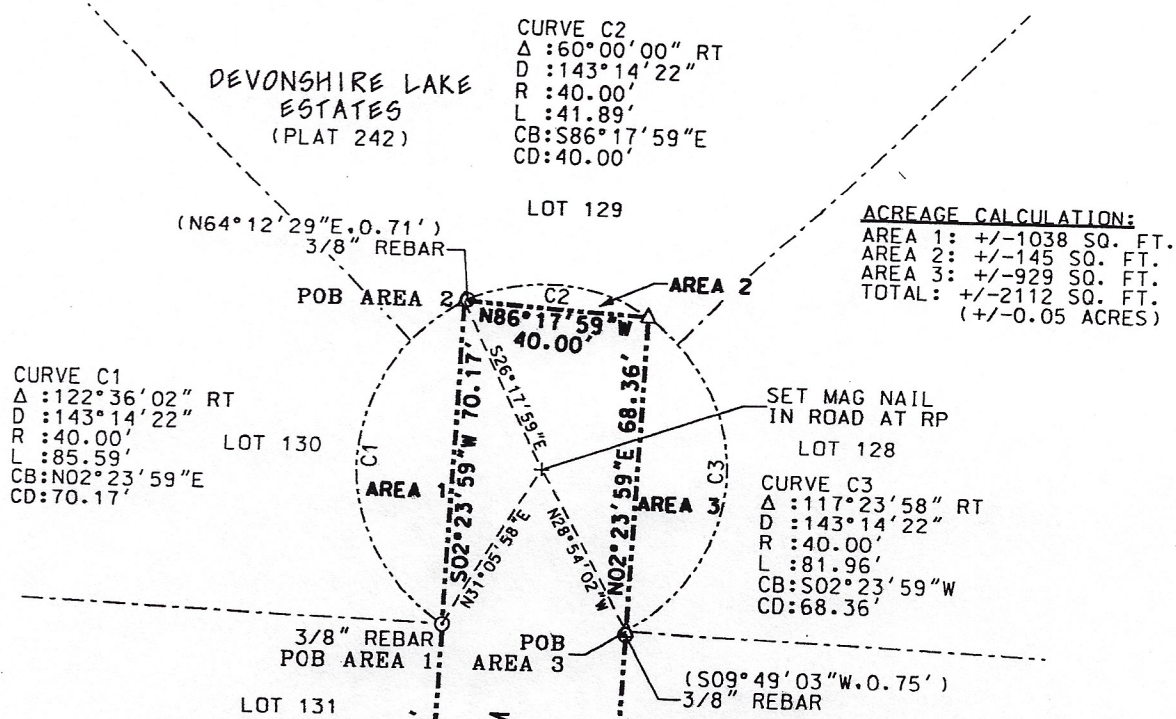 CURVE C2
Δ :60°00'00" RT
D :143°14'22"
R :40.00'
L :41.89'
CB:S86°17'59"E
CD:40.00'
DEVONSHIRE LAKE
ESTATES
(PLAT 242)
LOT 129
(N64°12'29"E,0.71')
3/8" REBAR
ACREAGE CALCULATION:
AREA 1: +/-1038 SQ. FT.
AREA 2: +/-145 SQ. FT.
AREA 3: +/-929 SQ. FT.
TOTAL: +/-2112 SQ. FT.
(+/-0.05 ACRES)
POB AREA 2
C2
AREA 2
N86°17'59"W
40.00'
S26°17'59"E
S02°23'59"W 70.17'
N02°23'59"E 68.36'
CURVE C1
Δ :122°36'02" RT
D :143°14'22"
R :40.00'
L :85.59'
CB:N02°23'59"E
CD:70.17'
LOT 130
C1
AREA 1
N31°05'58"E
N28°54'02"W
SET MAG NAIL
IN ROAD AT RP
LOT 128
C3
AREA 3
CURVE C3
Δ :117°23'58" RT
D :143°14'22"
R :40.00'
L :81.96'
CB:S02°23'59"W
CD:68.36'
3/8" REBAR
POB AREA 1
POB
AREA 3
(S09°49'03"W,0.75')
3/8" REBAR
LOT 131